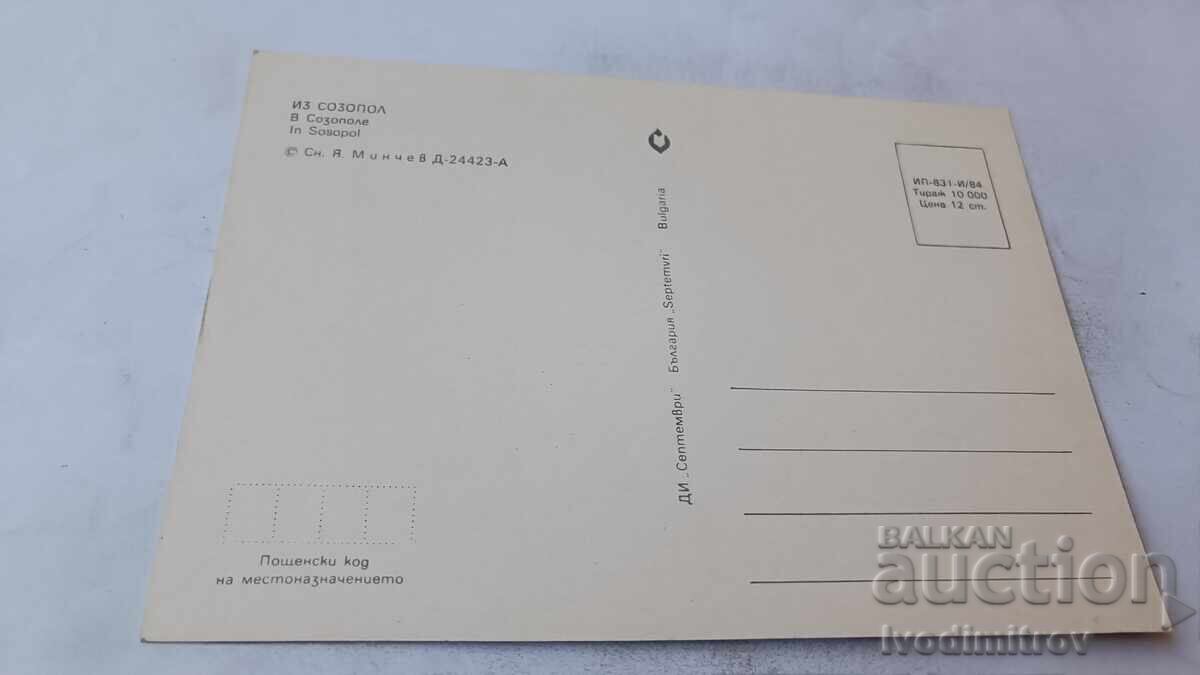 ИЗ СОЗОПОЛ
В Созополе
In Sosopol
© Сн. Я. Минчев Д-24423-А
ДИ „Септември" България „Septemvri" Bulgaria
ИП-831-И/84
Тираж 10 000
Цена 12 ст.
Пощенски код
на местоназначението
BALKAN
auction
Ivodimitrov